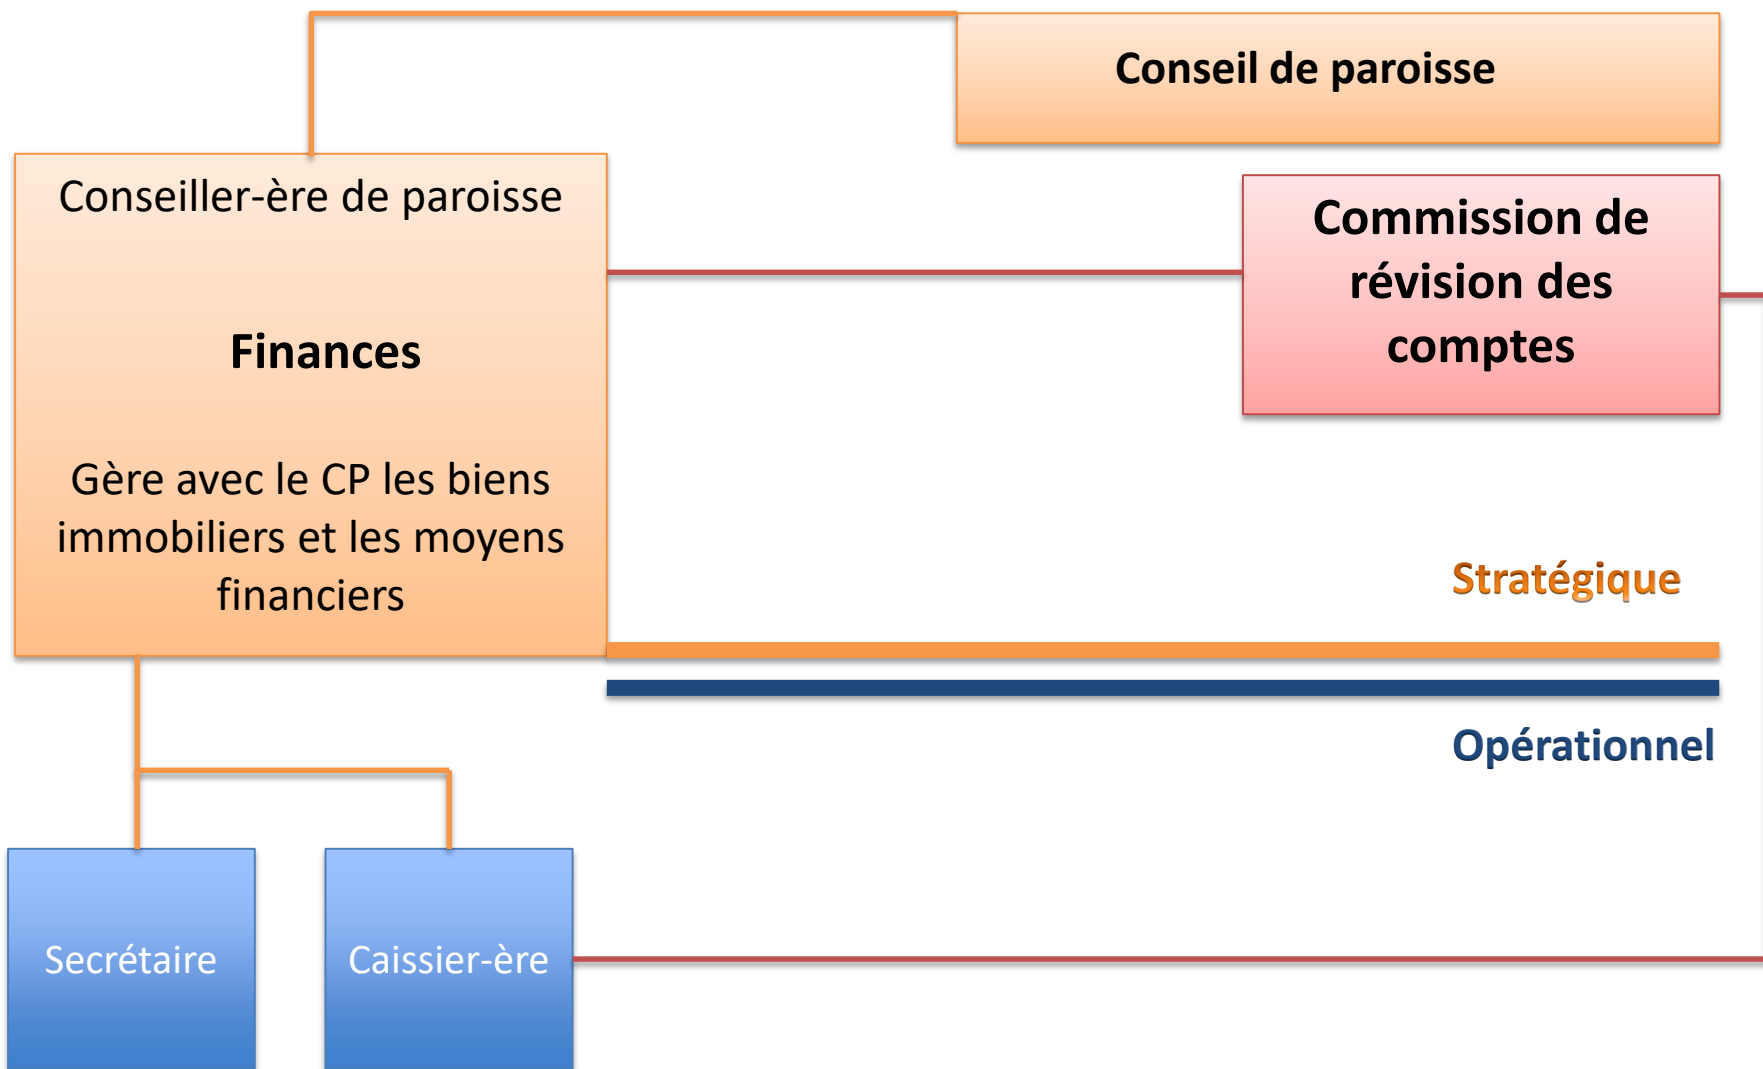 Conseil de paroisse
Conseiller-ère de paroisse
Finances
Gère avec le CP les biens
immobiliers et les moyens
financiers
Commission de
révision des
comptes
Stratégique
Opérationnel
Secrétaire
Caissier-ère